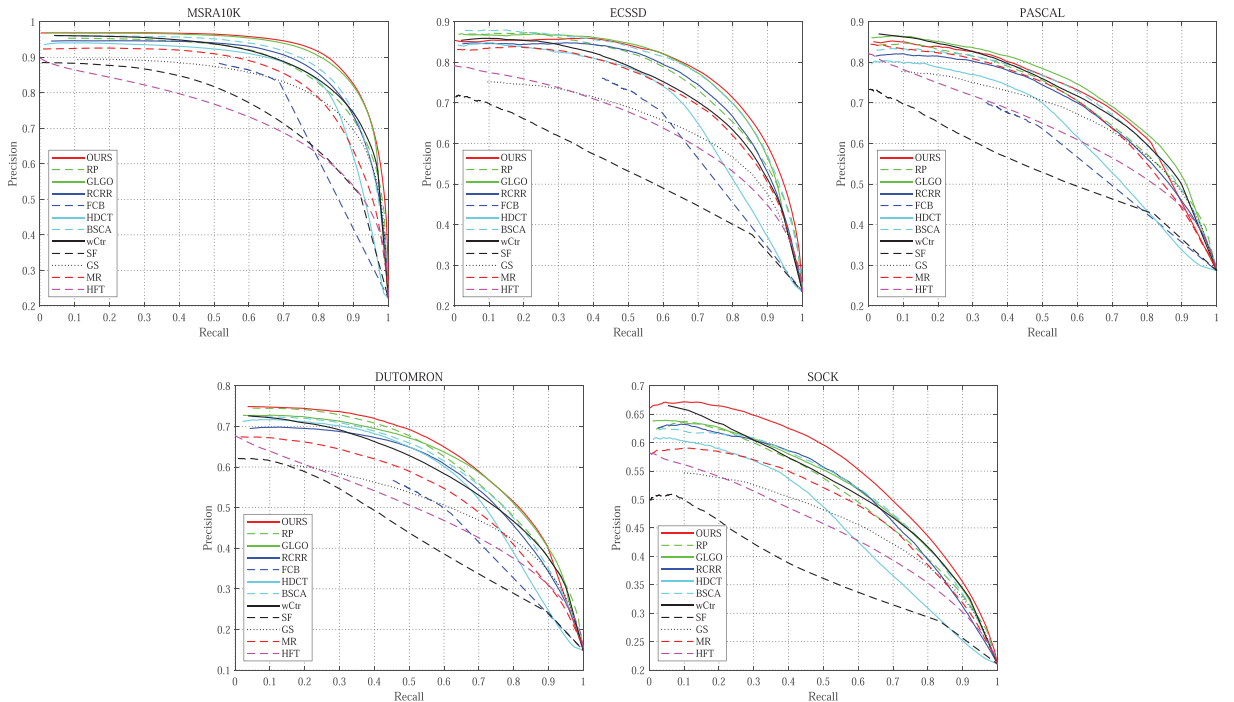 MSRA10K
Precision
1
0.9
0.8
0.7
0.6
0.5
0.4
0.3
0.2
OURS
RP
GLGO
RCRR
FCB
HDCT
BSCA
wCtr
SF
GS
MR
HFT
0 0.1 0.2 0.3 0.4 0.5 0.6 0.7 0.8 0.9 1
Recall
ECSSD
Precision
0.9
0.8
0.7
0.6
0.5
0.4
0.3
0.2
OURS
RP
GLGO
RCRR
FCB
HDCT
BSCA
wCtr
SF
GS
MR
HFT
0 0.1 0.2 0.3 0.4 0.5 0.6 0.7 0.8 0.9 1
Recall
PASCAL
Precision
0.9
0.8
0.7
0.6
0.5
0.4
0.3
0.2
OURS
RP
GLGO
RCRR
FCB
HDCT
BSCA
wCtr
SF
GS
MR
HFT
0 0.1 0.2 0.3 0.4 0.5 0.6 0.7 0.8 0.9 1
Recall
DUTOMRON
Precision
0.8
0.7
0.6
0.5
0.4
0.3
0.2
0.1
OURS
RP
GLGO
RCRR
FCB
HDCT
BSCA
wCtr
SF
GS
MR
HFT
0 0.1 0.2 0.3 0.4 0.5 0.6 0.7 0.8 0.9 1
Recall
SOCK
Precision
0.7
0.65
0.6
0.55
0.5
0.45
0.4
0.35
0.3
0.25
0.2
OURS
RP
GLGO
RCRR
HDCT
BSCA
wCtr
SF
GS
MR
HFT
0 0.1 0.2 0.3 0.4 0.5 0.6 0.7 0.8 0.9 1
Recall